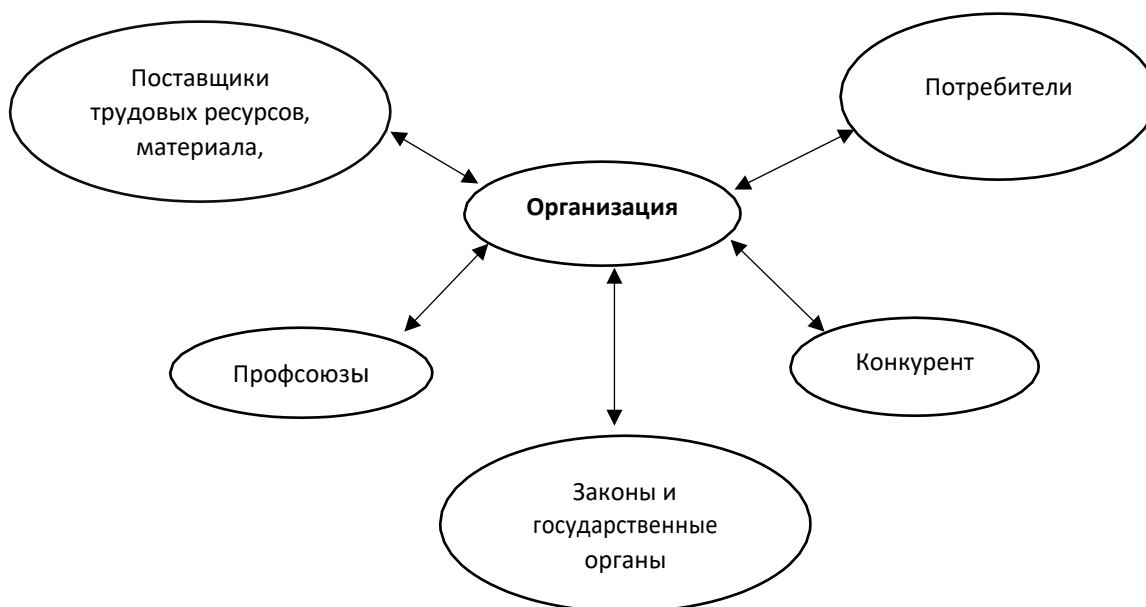 Поставщики
трудовых ресурсов,
материала,
Потребители
Организация
Профсоюзы
Конкурент
Законы и
государственные
органы